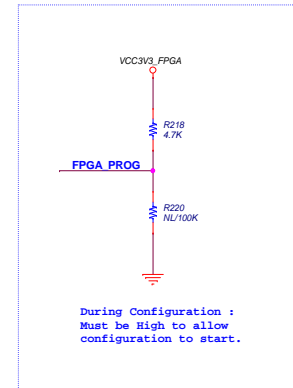 VCC3V3_FPGA
R218
4.7K
FPGA_PROG
R220
NL/100K
During Configuration :
Must be High to allow
configuration to start.